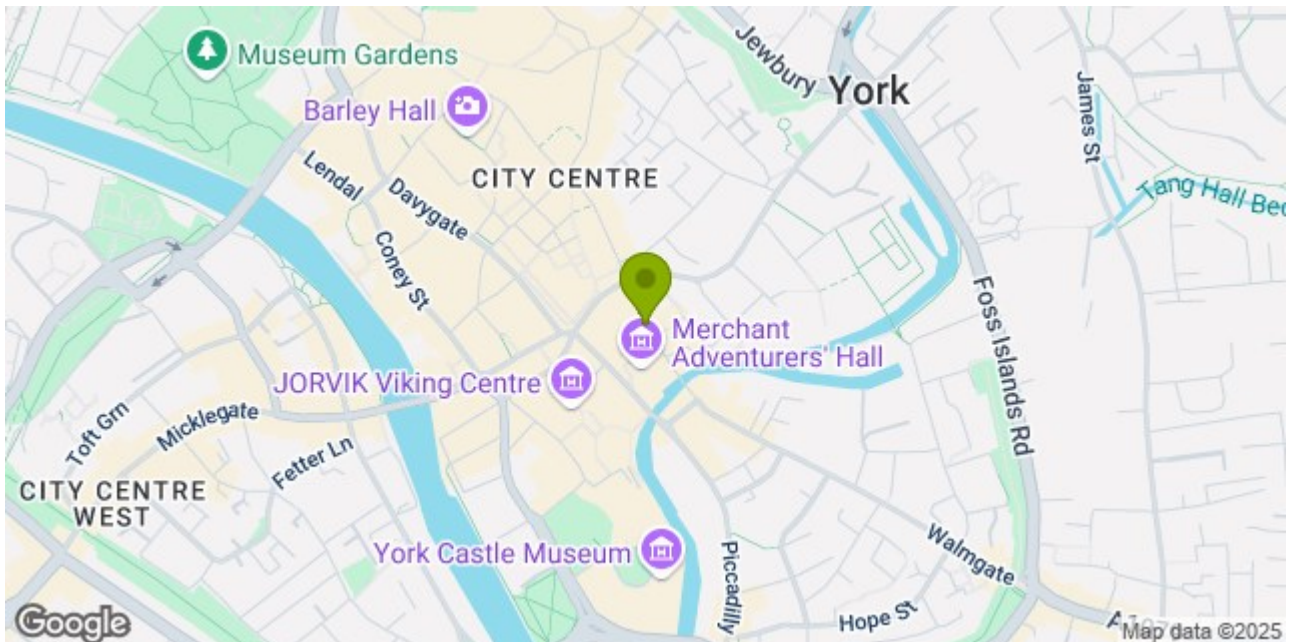 Museum Gardens
Barley Hall
Jewbury
York
James St
Tang Hall Bec
Lendal
Davygate
CITY CENTRE
Coney St
Foss Islands Rd
Merchant
Adventurers' Hall
JORVIK Viking Centre
Toft Grn
Micklegate
Fetter Ln
CITY CENTRE
WEST
York Castle Museum
Piccadilly
Walmgate
Hope St
Google
Map data ©2025